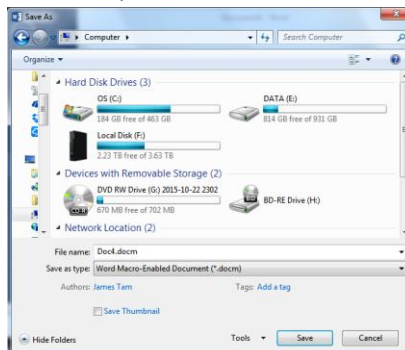 Save As
Computer
Search Computer
Organize
Hard Disk Drives (3)
OS (C:)
184 GB free of 463 GB
DATA (E:)
814 GB free of 931 GB
Local Disk (F:)
2.23 TB free of 3.63 TB
Devices with Removable Storage (2)
DVD RW Drive (G:) 2015-10-22 2302
670 MB free of 702 MB
BD-RE Drive (H:)
Network Location (2)
File name: Doc4.docm
Save as type: Word Macro-Enabled Document (*.docm)
Authors: James Tam Tags: Add a tag
Save Thumbnail
Hide Folders Tools Save Cancel